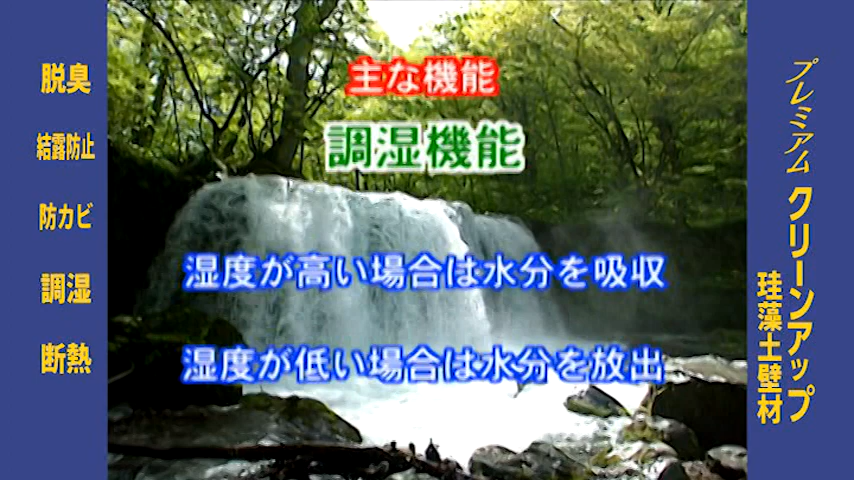 脱臭
結露防止
防カビ
調湿
断熱
主な機能
調湿機能
湿度が高い場合は水分を吸収
湿度が低い場合は水分を放出
プレミアム クリーンアップ
珪藻土壁材